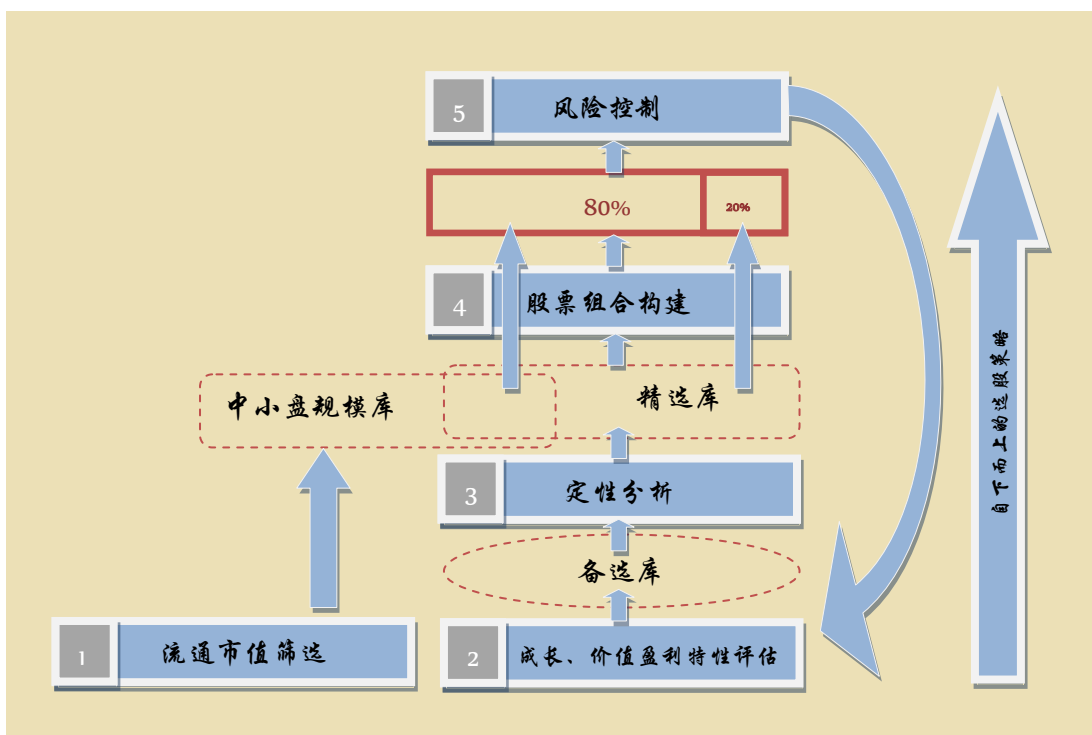 5
风险控制
80%
20%
4
股票组合构建
中小盘规模库
精选库
3
定性分析
备选库
1
流通市值筛选
2
成长、价值盈利特性评估
自下而上的选股策略